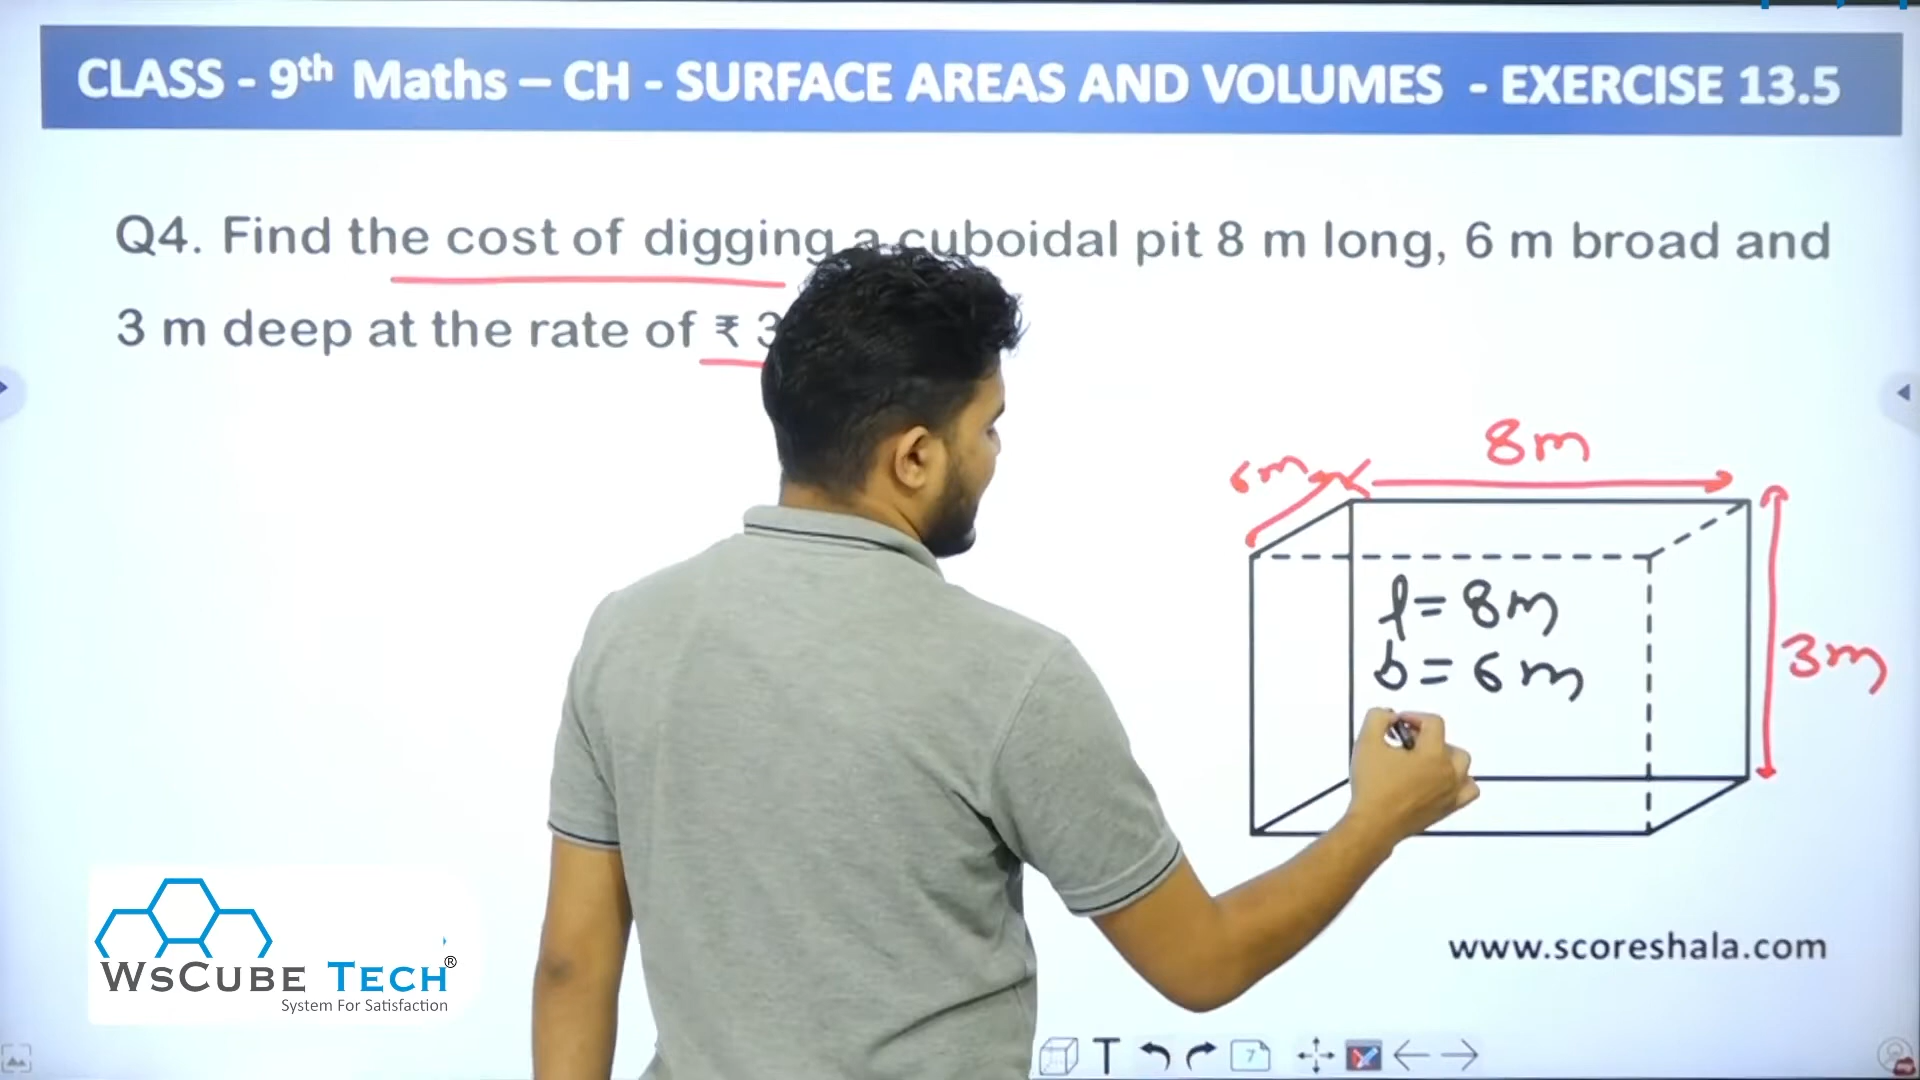 CLASS - 9th Maths – CH - SURFACE AREAS AND VOLUMES - EXERCISE 13.5
Q4. Find the cost of digging a cuboidal pit 8 m long, 6 m broad and
3 m deep at the rate of ₹ 3
8m
6m
l = 8m
b = 6m
3m
www.scoreshala.com
WSCUBE TECH®
System For Satisfaction
T
7